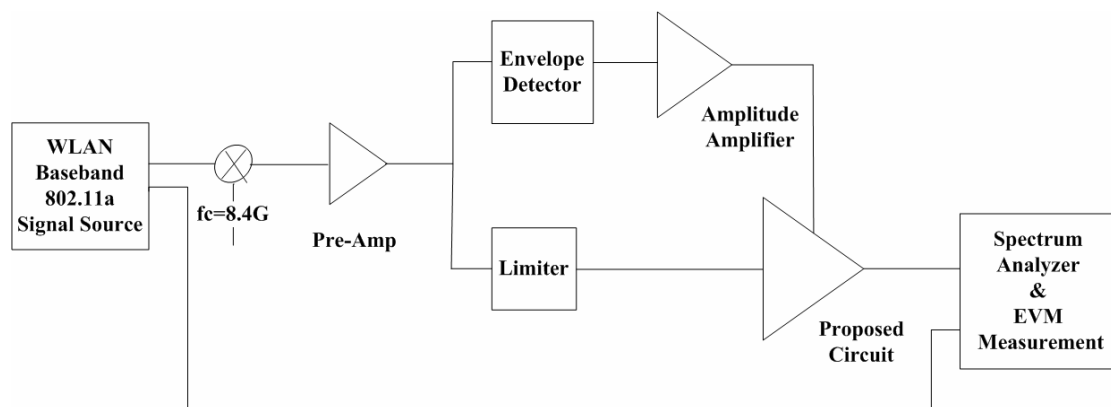 WLAN
Baseband
802.11a
Signal Source
fc=8.4G
Pre-Amp
Envelope
Detector
Amplitude
Amplifier
Limiter
Proposed
Circuit
Spectrum
Analyzer
&
EVM
Measurement